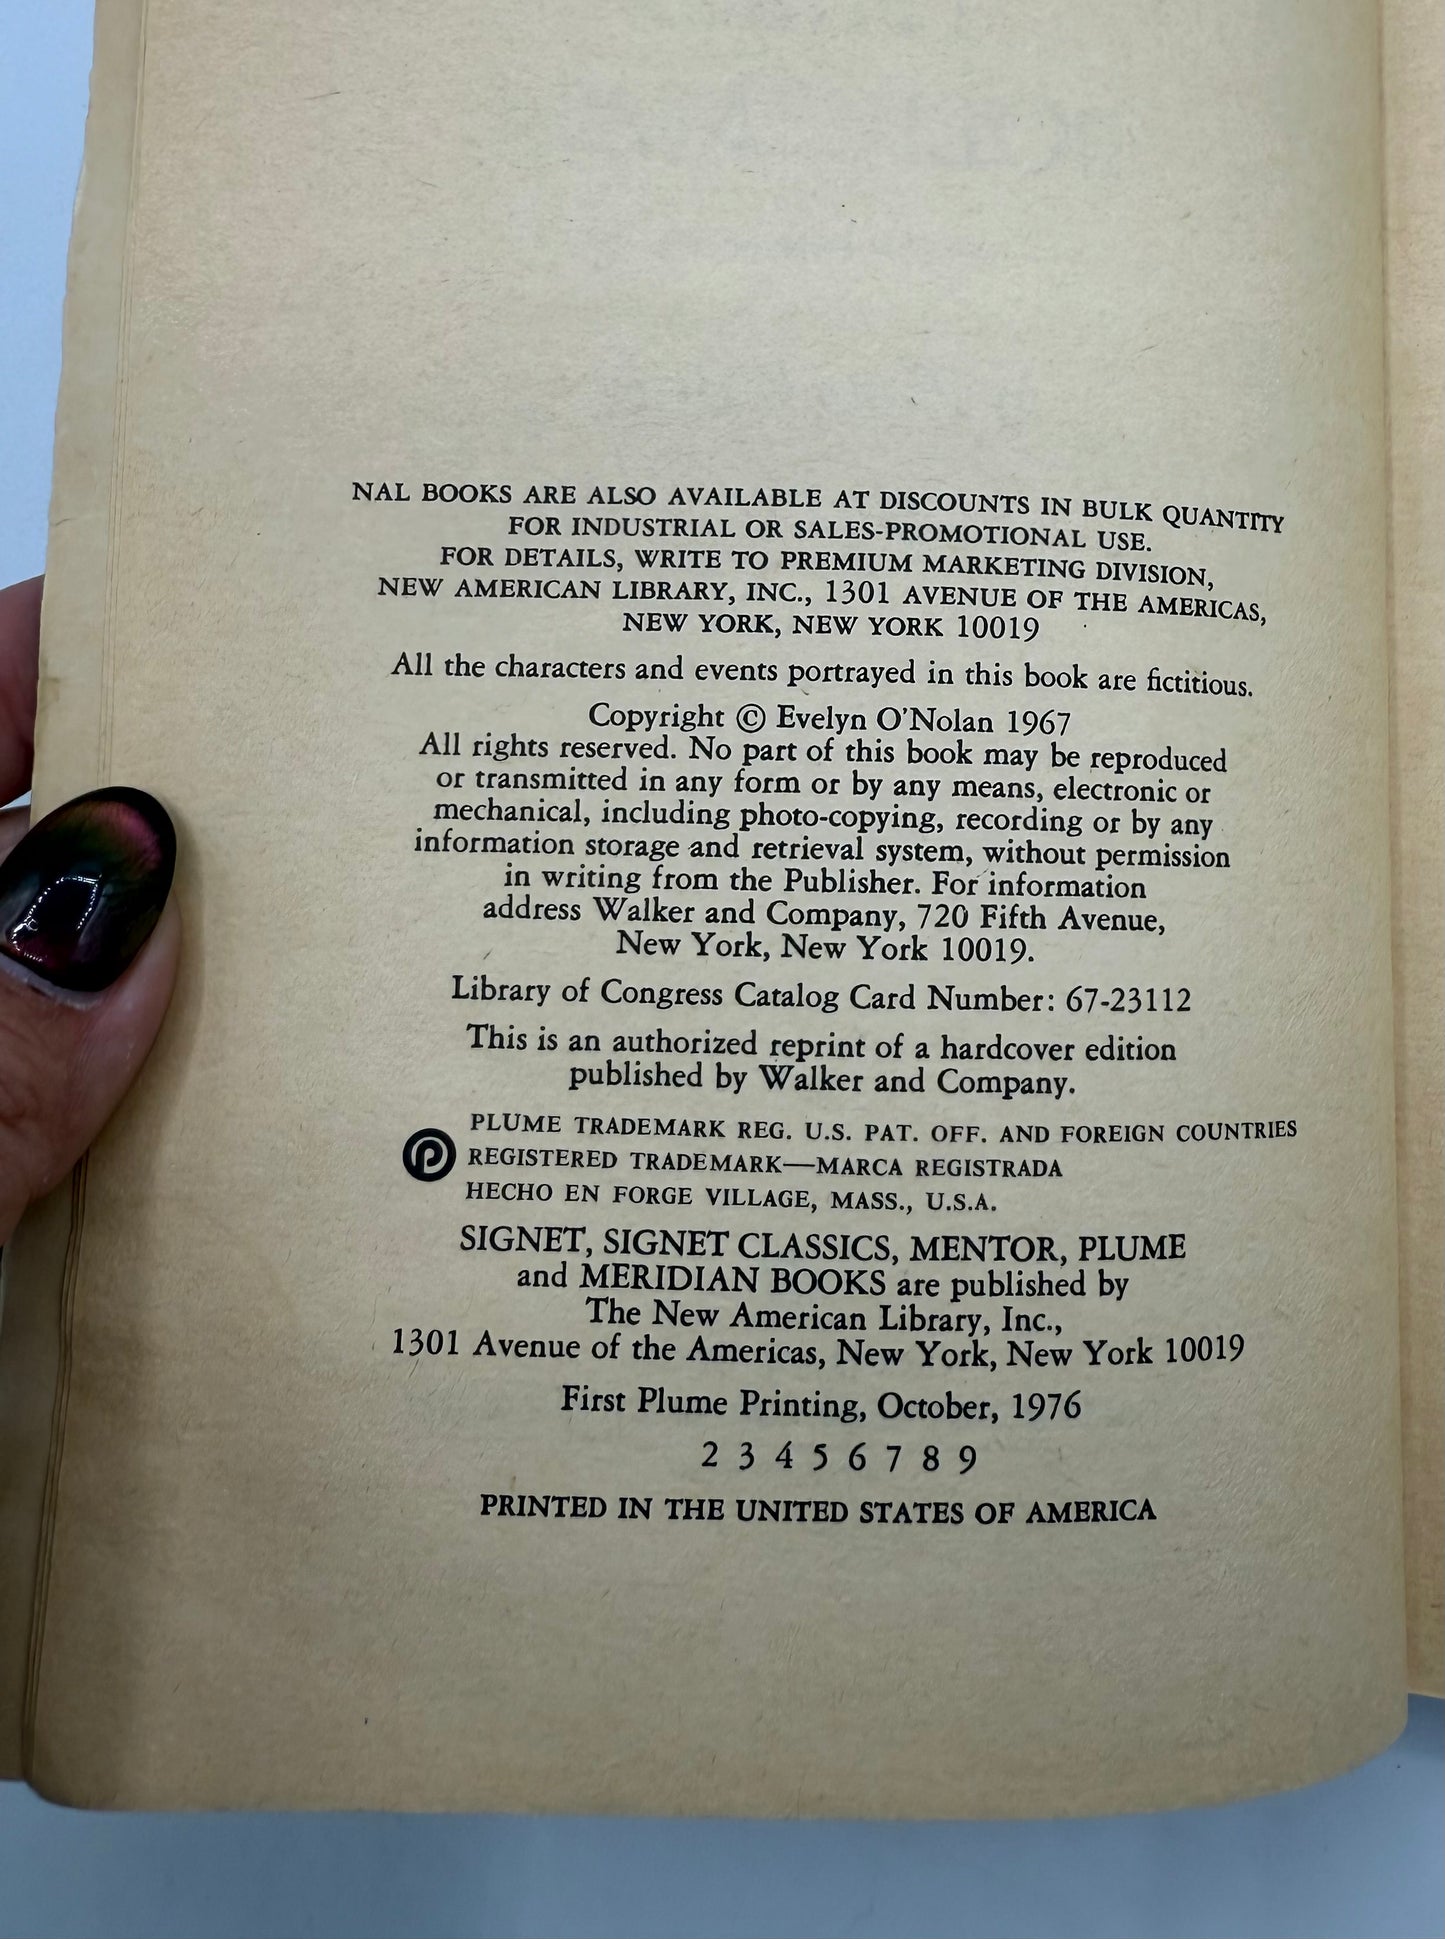 NAL BOOKS ARE ALSO AVAILABLE AT DISCOUNTS IN BULK QUANTITY
FOR INDUSTRIAL OR SALES-PROMOTIONAL USE.
FOR DETAILS, WRITE TO PREMIUM MARKETING DIVISION,
NEW AMERICAN LIBRARY, INC., 1301 AVENUE OF THE AMERICAS,
NEW YORK, NEW YORK 10019
All the characters and events portrayed in this book are fictitious.
Copyright © Evelyn O'Nolan 1967
All rights reserved. No part of this book may be reproduced
or transmitted in any form or by any means, electronic or
mechanical, including photo-copying, recording or by any
information storage and retrieval system, without permission
in writing from the Publisher. For information
address Walker and Company, 720 Fifth Avenue,
New York, New York 10019.
Library of Congress Catalog Card Number: 67-23112
This is an authorized reprint of a hardcover edition
published by Walker and Company.
PLUME TRADEMARK REG. U.S. PAT. OFF. AND FOREIGN COUNTRIES
REGISTERED TRADEMARK—MARCA REGISTRADA
HECHO EN FORGE VILLAGE, MASS., U.S.A.
SIGNET, SIGNET CLASSICS, MENTOR, PLUME
and MERIDIAN BOOKS are published by
The New American Library, Inc.,
1301 Avenue of the Americas, New York, New York 10019
First Plume Printing, October, 1976
2 3 4 5 6 7 8 9
PRINTED IN THE UNITED STATES OF AMERICA